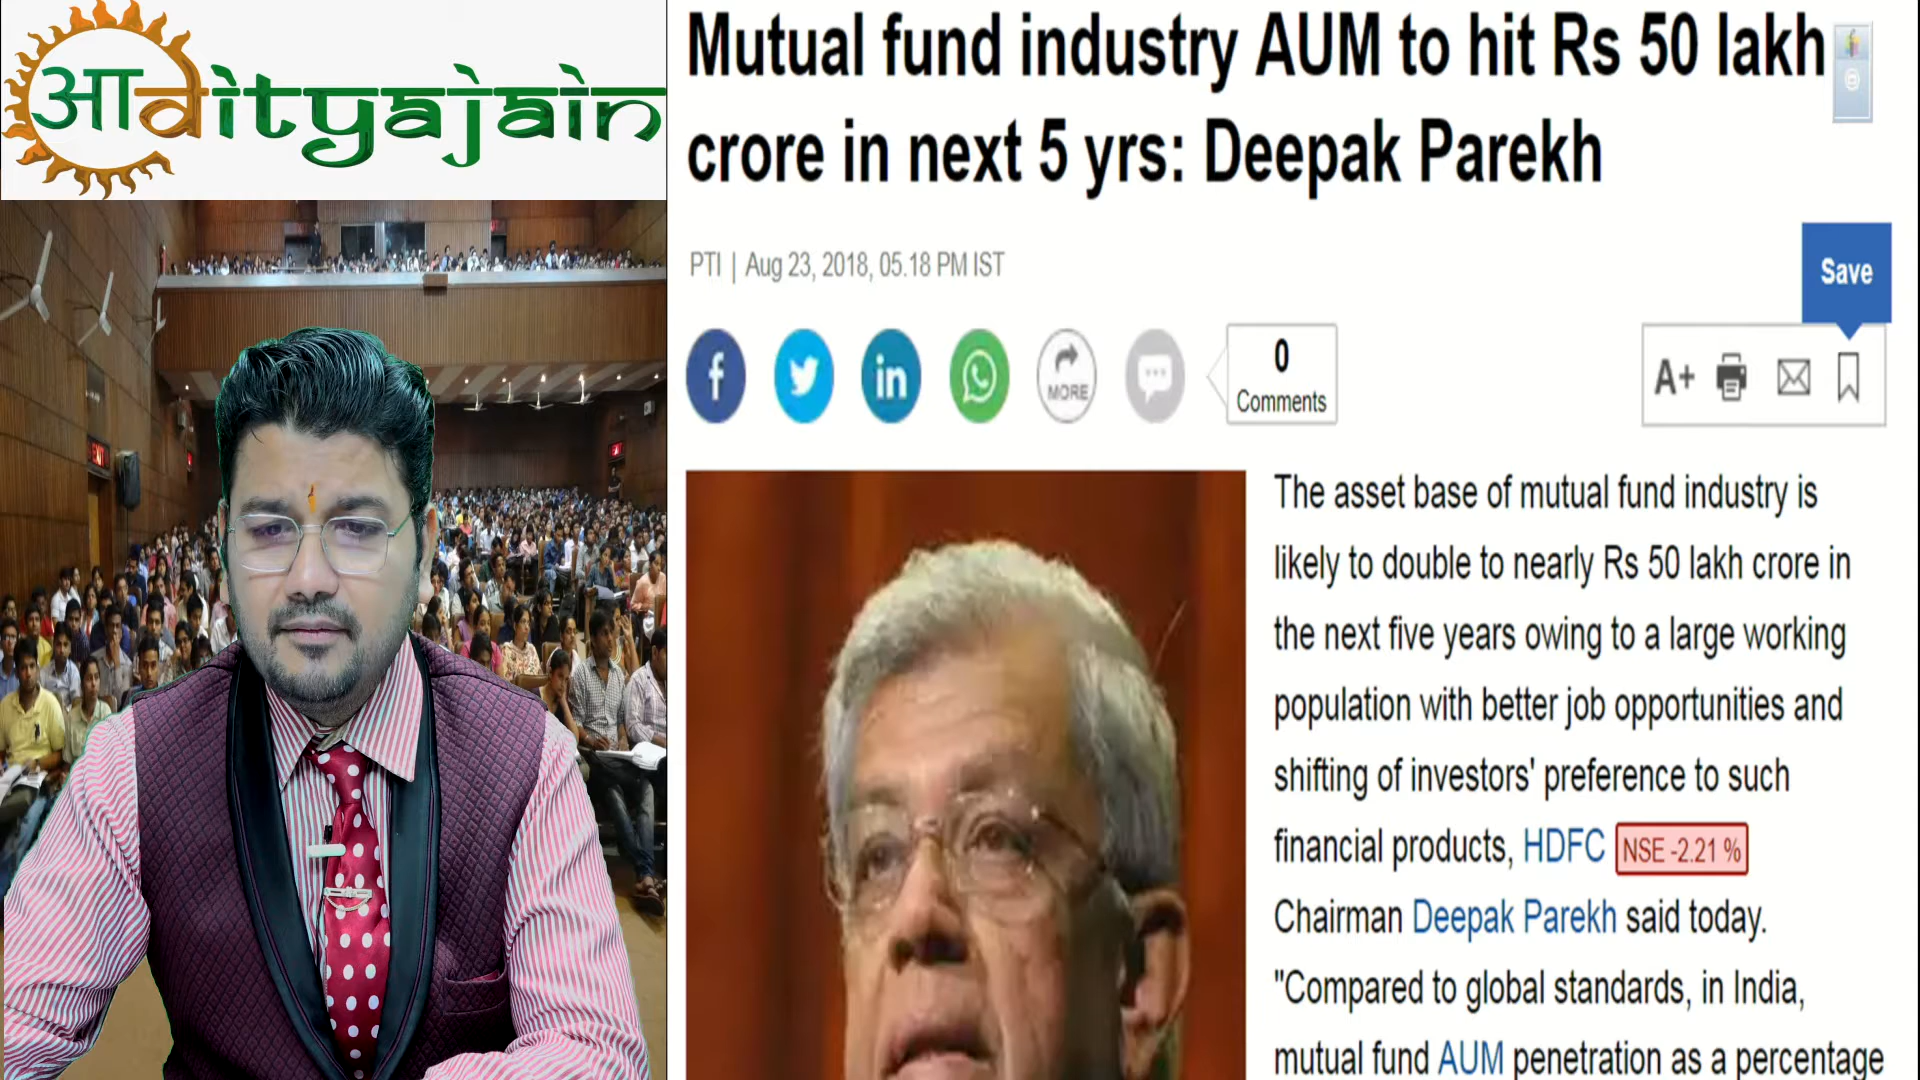 आdityajain
Mutual fund industry AUM to hit Rs 50 lakh
crore in next 5 yrs: Deepak Parekh
PTI | Aug 23, 2018, 05.18 PM IST
Save
f
in
MORE
0
Comments
A+
EXIT
The asset base of mutual fund industry is
likely to double to nearly Rs 50 lakh crore in
the next five years owing to a large working
population with better job opportunities and
shifting of investors' preference to such
financial products, HDFC NSE -2.21 %
Chairman Deepak Parekh said today.
"Compared to global standards, in India,
mutual fund AUM penetration as a percentage